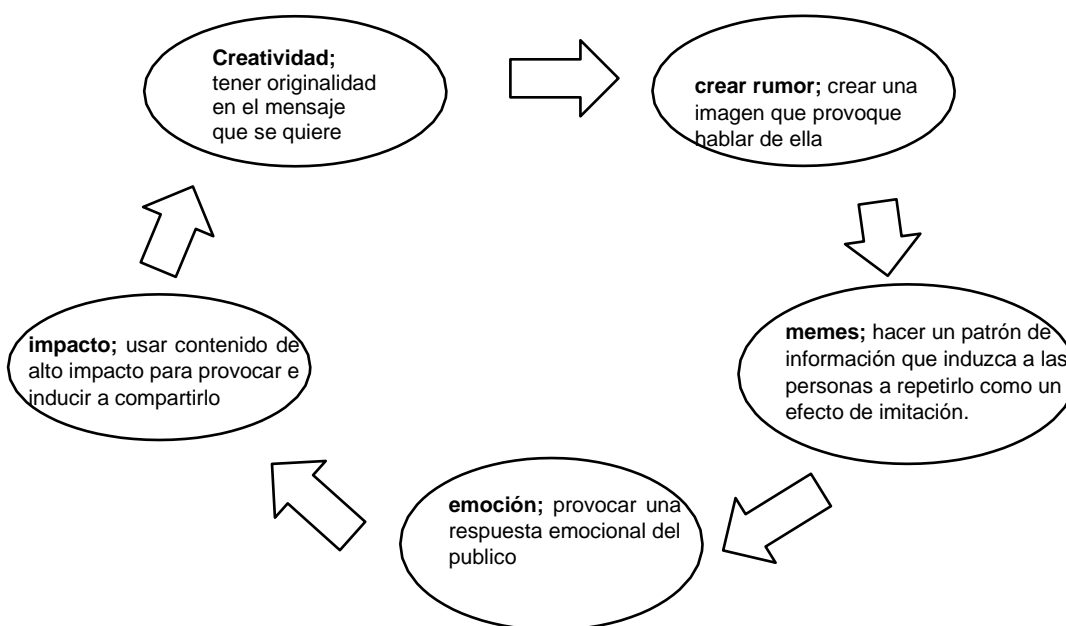 Creatividad;
tener originalidad
en el mensaje
que se quiere
crear rumor; crear una
imagen que provoque
hablar de ella
memes; hacer un patrón de
información que induzca a las
personas a repetirlo como un
efecto de imitación.
emoción; provocar una
respuesta emocional del
publico
impacto; usar contenido de
alto impacto para provocar e
inducir a compartirlo